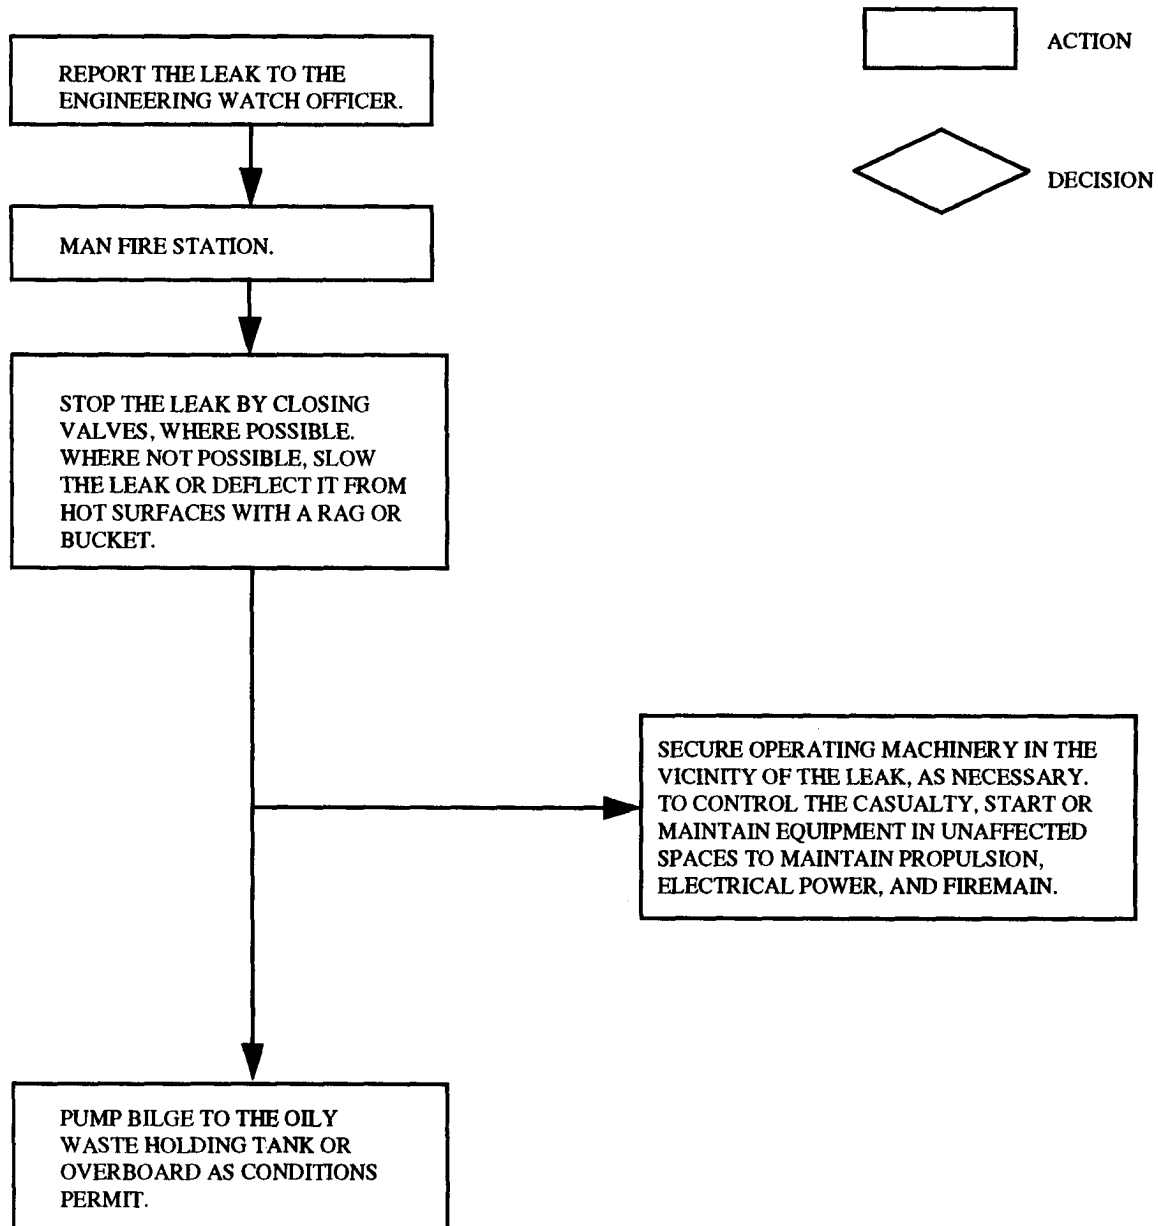 REPORT THE LEAK TO THE
ENGINEERING WATCH OFFICER.
ACTION
DECISION
MAN FIRE STATION.
STOP THE LEAK BY CLOSING
VALVES, WHERE POSSIBLE.
WHERE NOT POSSIBLE, SLOW
THE LEAK OR DEFLECT IT FROM
HOT SURFACES WITH A RAG OR
BUCKET.
SECURE OPERATING MACHINERY IN THE
VICINITY OF THE LEAK, AS NECESSARY.
TO CONTROL THE CASUALTY, START OR
MAINTAIN EQUIPMENT IN UNAFFECTED
SPACES TO MAINTAIN PROPULSION,
ELECTRICAL POWER, AND FIREMAIN.
PUMP BILGE TO THE OILY
WASTE HOLDING TANK OR
OVERBOARD AS CONDITIONS
PERMIT.